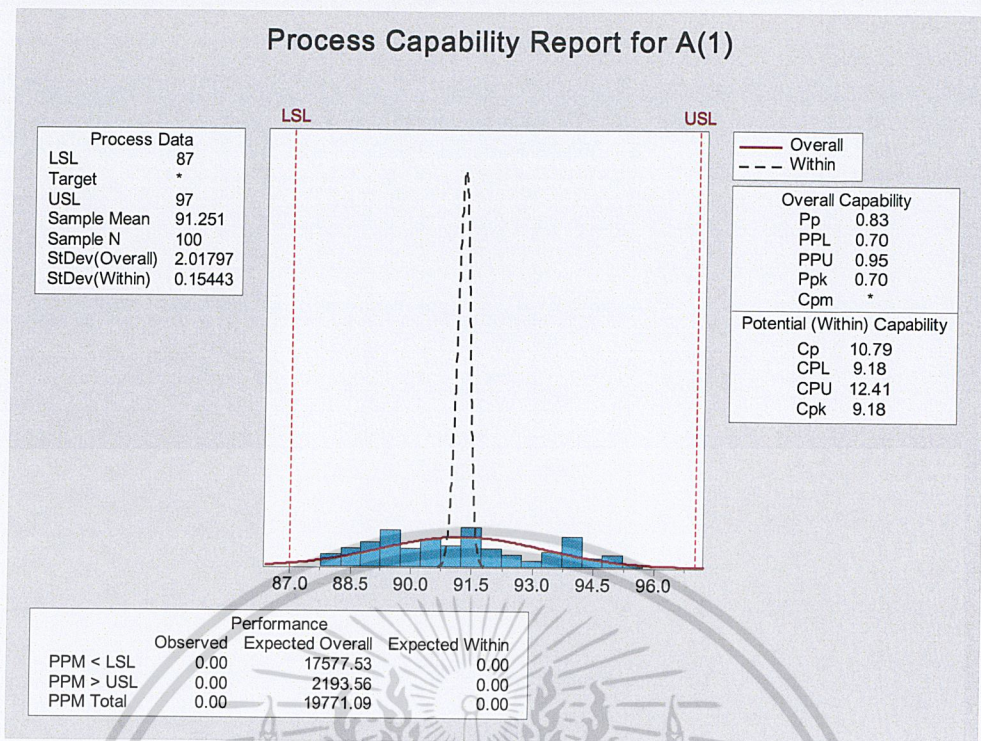 Process Capability Report for A(1)
LSL
USL
Process Data
LSL 87
Target *
USL 97
Sample Mean 91.251
Sample N 100
StDev(Overall) 2.01797
StDev(Within) 0.15443
Overall
Within
Overall Capability
Pp 0.83
PPL 0.70
PPU 0.95
Ppk 0.70
Cpm *
Potential (Within) Capability
Cp 10.79
CPL 9.18
CPU 12.41
Cpk 9.18
87.0 88.5 90.0 91.5 93.0 94.5 96.0
Performance
Observed Expected Overall Expected Within
PPM < LSL 0.00 17577.53 0.00
PPM > USL 0.00 2193.56 0.00
PPM Total 0.00 19771.09 0.00